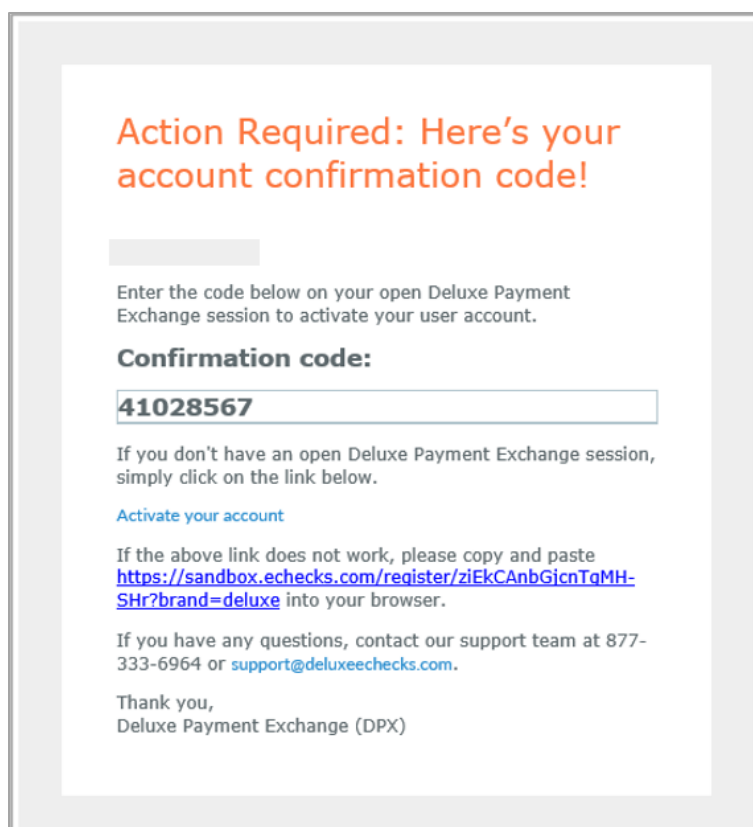 Action Required: Here’s your
account confirmation code!
Enter the code below on your open Deluxe Payment
Exchange session to activate your user account.
Confirmation code:
41028567
If you don't have an open Deluxe Payment Exchange session,
simply click on the link below.
Activate your account
If the above link does not work, please copy and paste
https://sandbox.echecks.com/register/ziEkCAnbGjcnTqMH-
SHr?brand=deluxe into your browser.
If you have any questions, contact our support team at 877-
333-6964 or support@deluxeechecks.com.
Thank you,
Deluxe Payment Exchange (DPX)